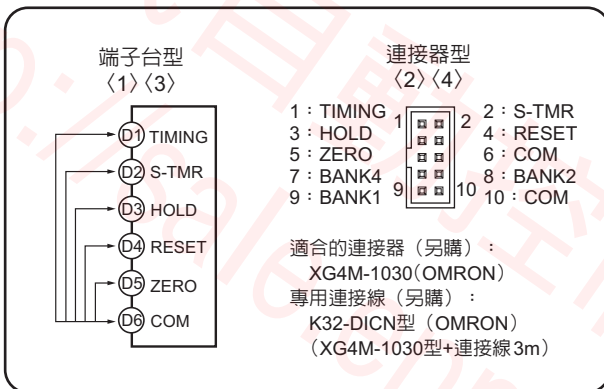 端子台型
〈1〉〈3〉
D1 TIMING
D2 S-TMR
D3 HOLD
D4 RESET
D5 ZERO
D6 COM
連接器型
〈2〉〈4〉
1：TIMING
3：HOLD
5：ZERO
7：BANK4
9：BANK1
1 2
9 10
2：S-TMR
4：RESET
6：COM
8：BANK2
10：COM
適合的連接器（另購）：
XG4M-1030(OMRON)
專用連接線（另購）：
K32-DICN型（OMRON）
（XG4M-1030型+連接線3m）